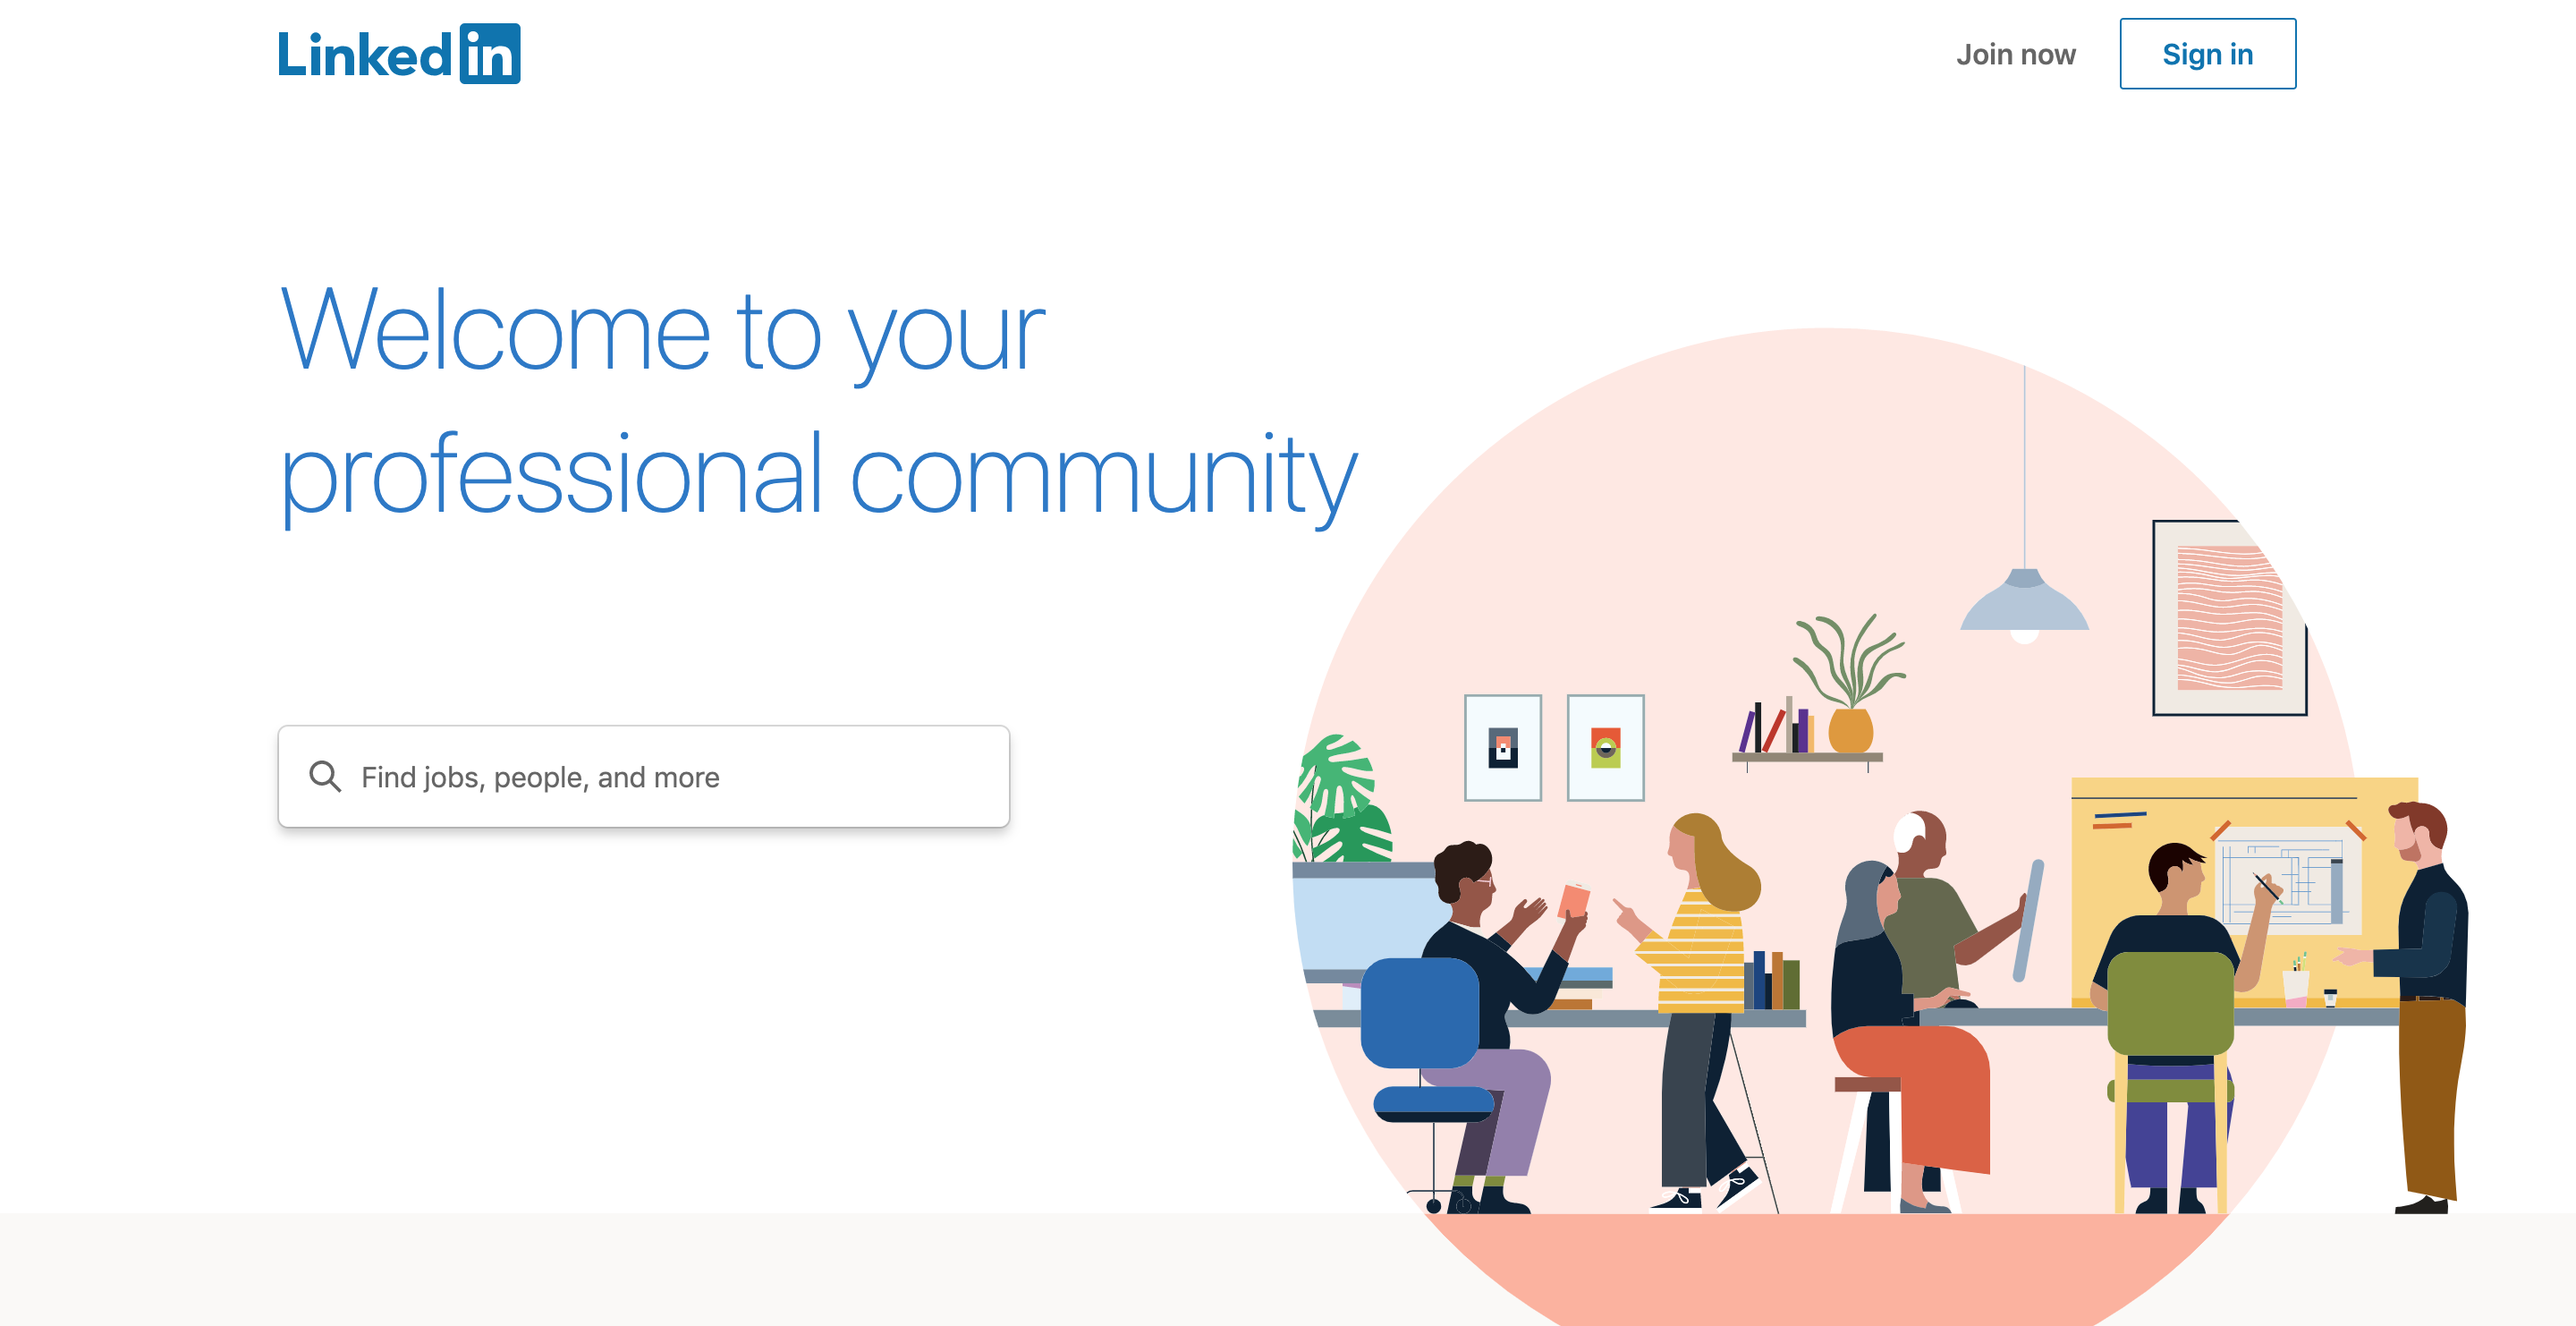 Linkedin
Join now
Sign in
Welcome to your
professional community
Find jobs, people, and more